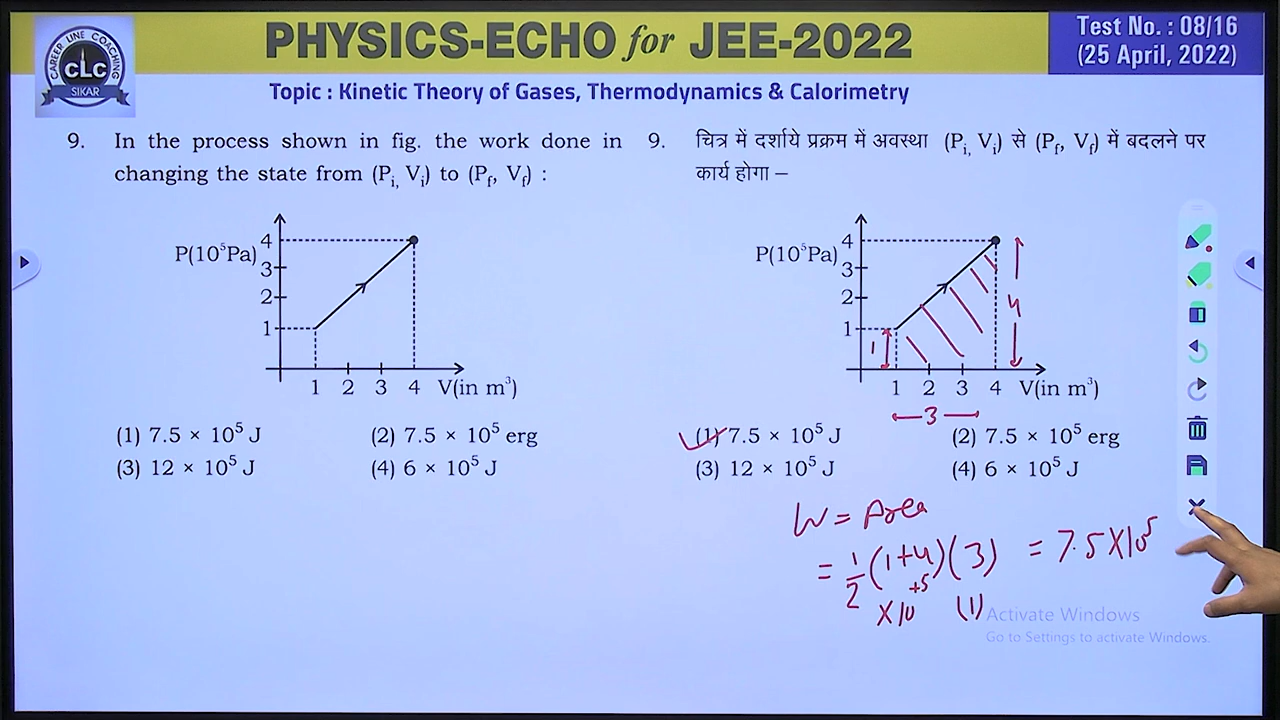 CAREER LINE COACHING
CLC
SIKAR
PHYSICS-ECHO for JEE-2022
Test No. : 08/16
(25 April, 2022)
Topic : Kinetic Theory of Gases, Thermodynamics & Calorimetry
9. In the process shown in fig. the work done in
changing the state from (Pi, Vi) to (Pf, Vf) :
P(10⁵Pa)
4
3
2
1
1 2 3 4 V(in m³)
(1) 7.5 × 10⁵ J (2) 7.5 × 10⁵ erg
(3) 12 × 10⁵ J (4) 6 × 10⁵ J
9. चित्र में दर्शाये प्रक्रम में अवस्था (Pi, Vi) से (Pf, Vf) में बदलने पर
कार्य होगा –
P(10⁵Pa)
4
3
2
1
1
4
1 2 3 4 V(in m³)
3
(1) 7.5 × 10⁵ J (2) 7.5 × 10⁵ erg
(3) 12 × 10⁵ J (4) 6 × 10⁵ J
W = Area
= 1/2 (1+4)(3) = 7.5 X10⁵
X10⁺⁵ (1)
Activate Windows
Go to Settings to activate Windows.